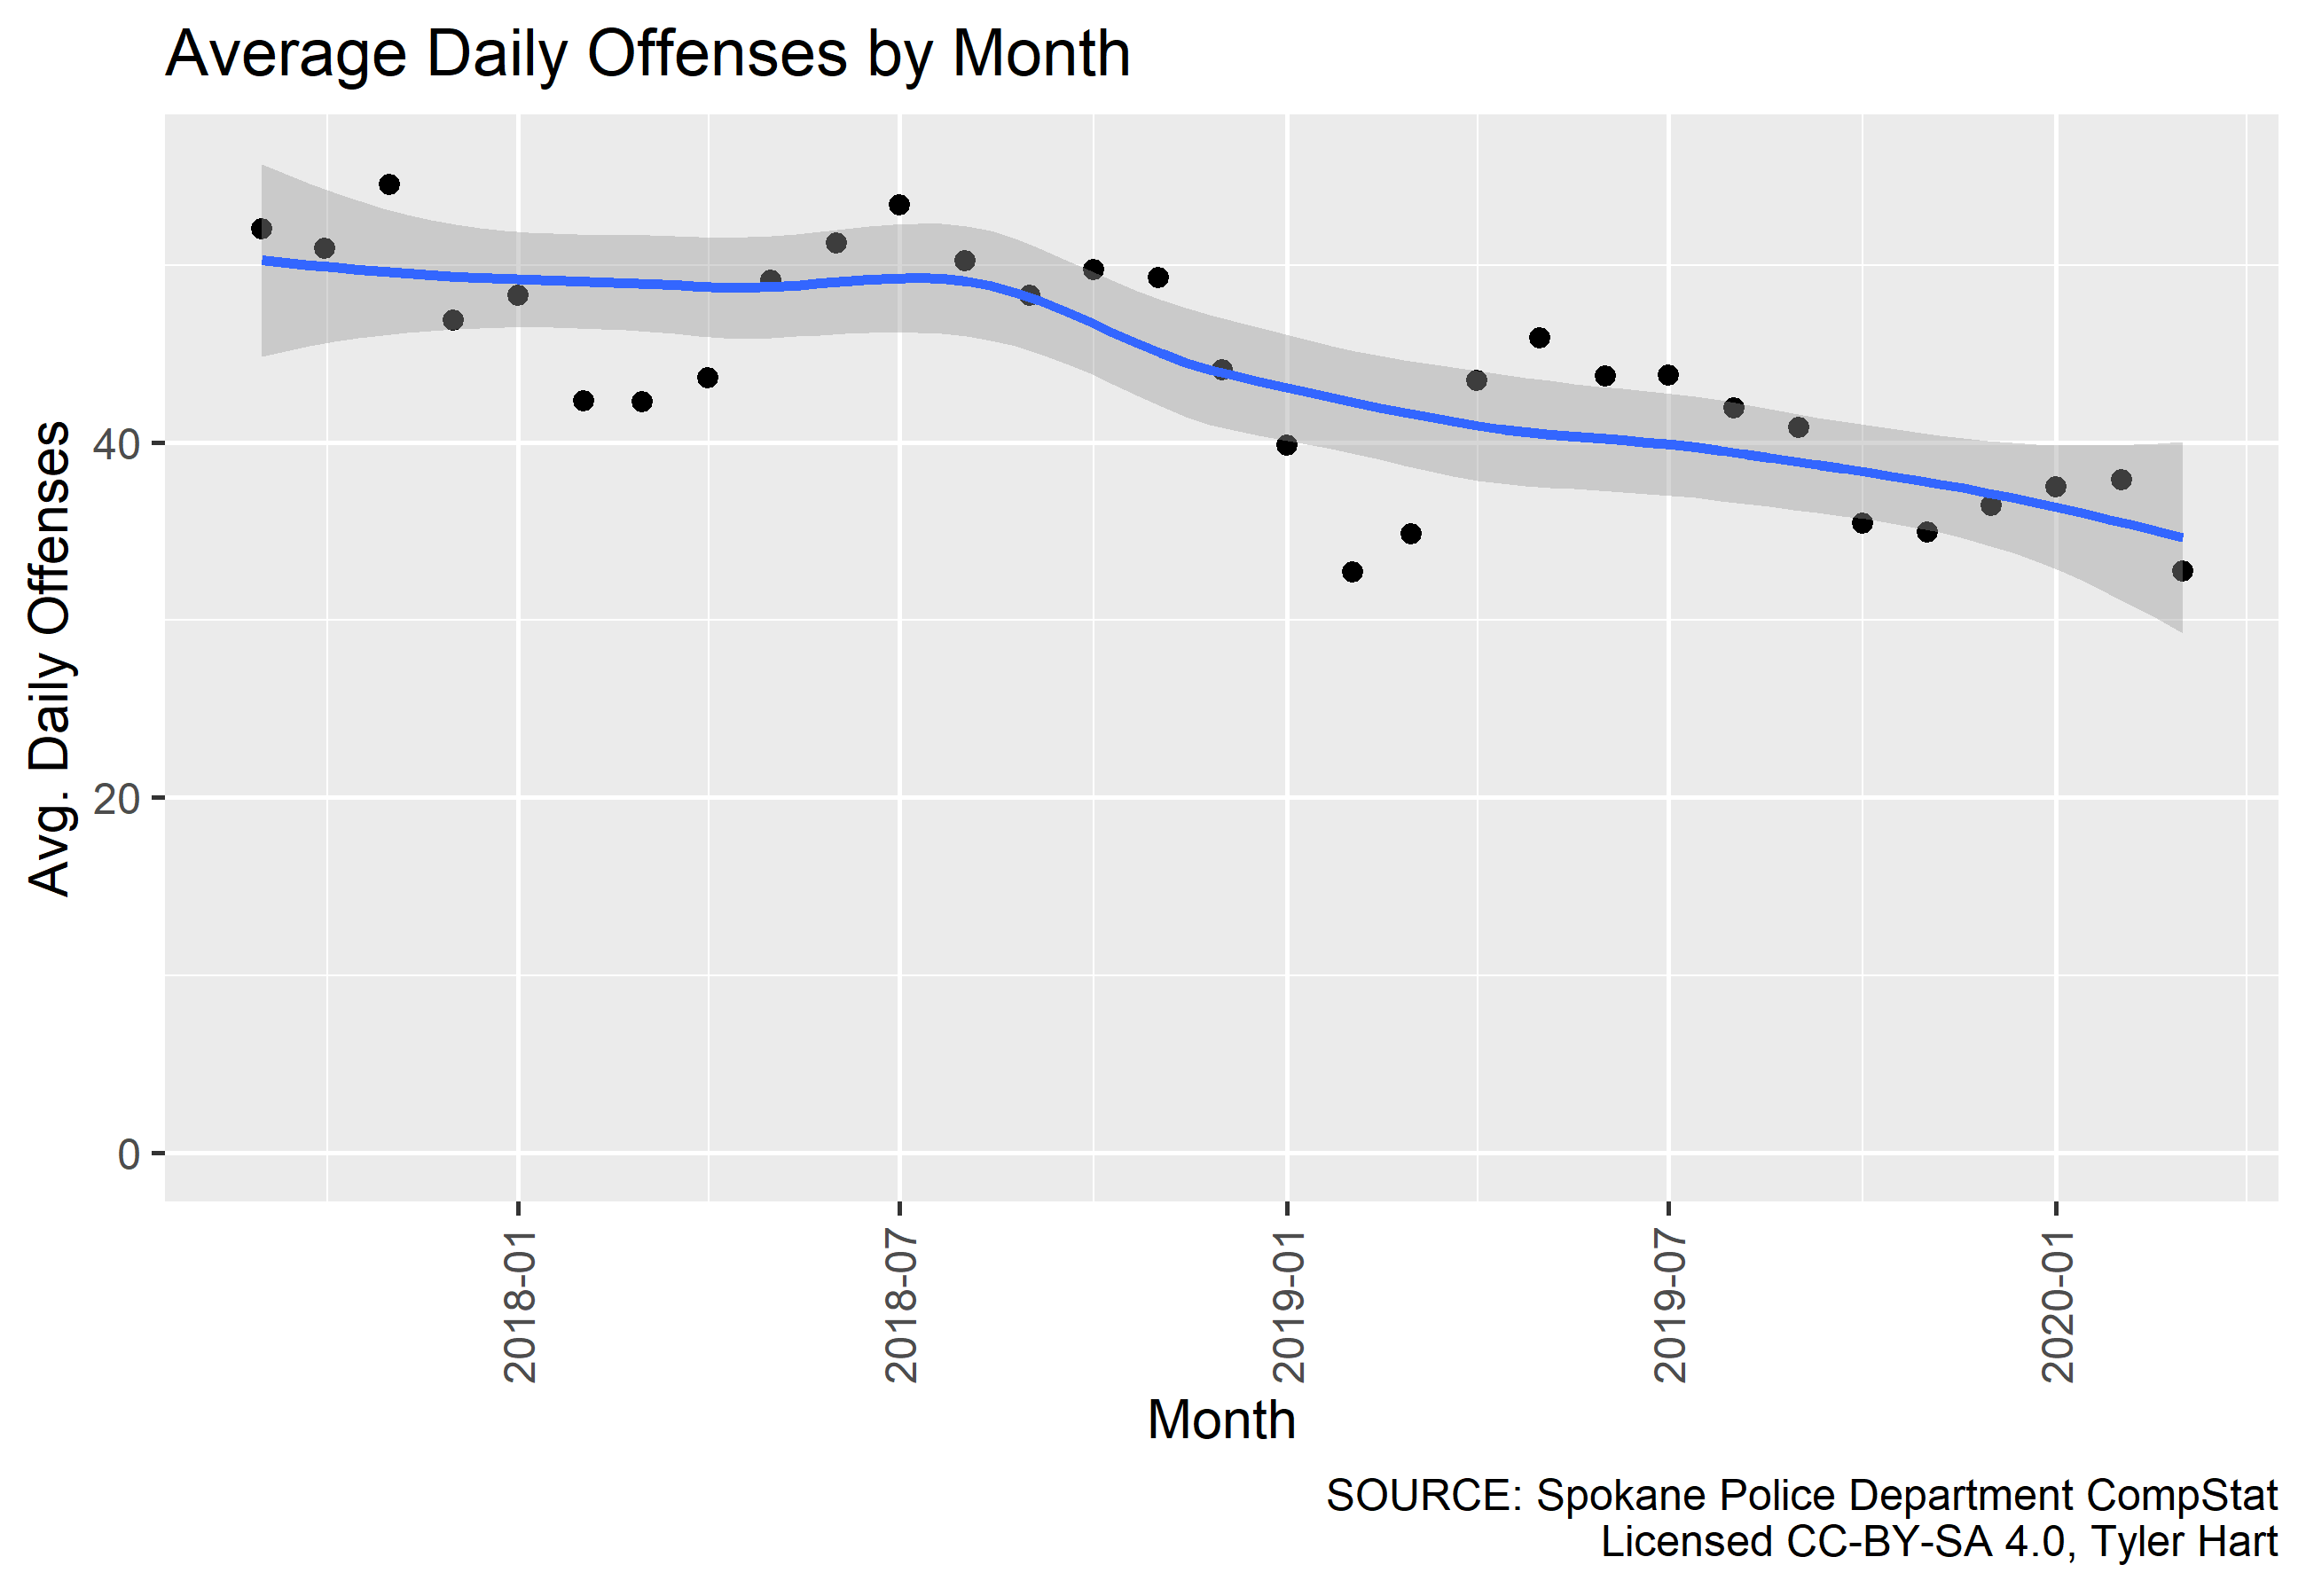 Average Daily Offenses by Month
Avg. Daily Offenses
40
20
0
2018-01
2018-07
2019-01
2019-07
2020-01
Month
SOURCE: Spokane Police Department CompStat
Licensed CC-BY-SA 4.0, Tyler Hart